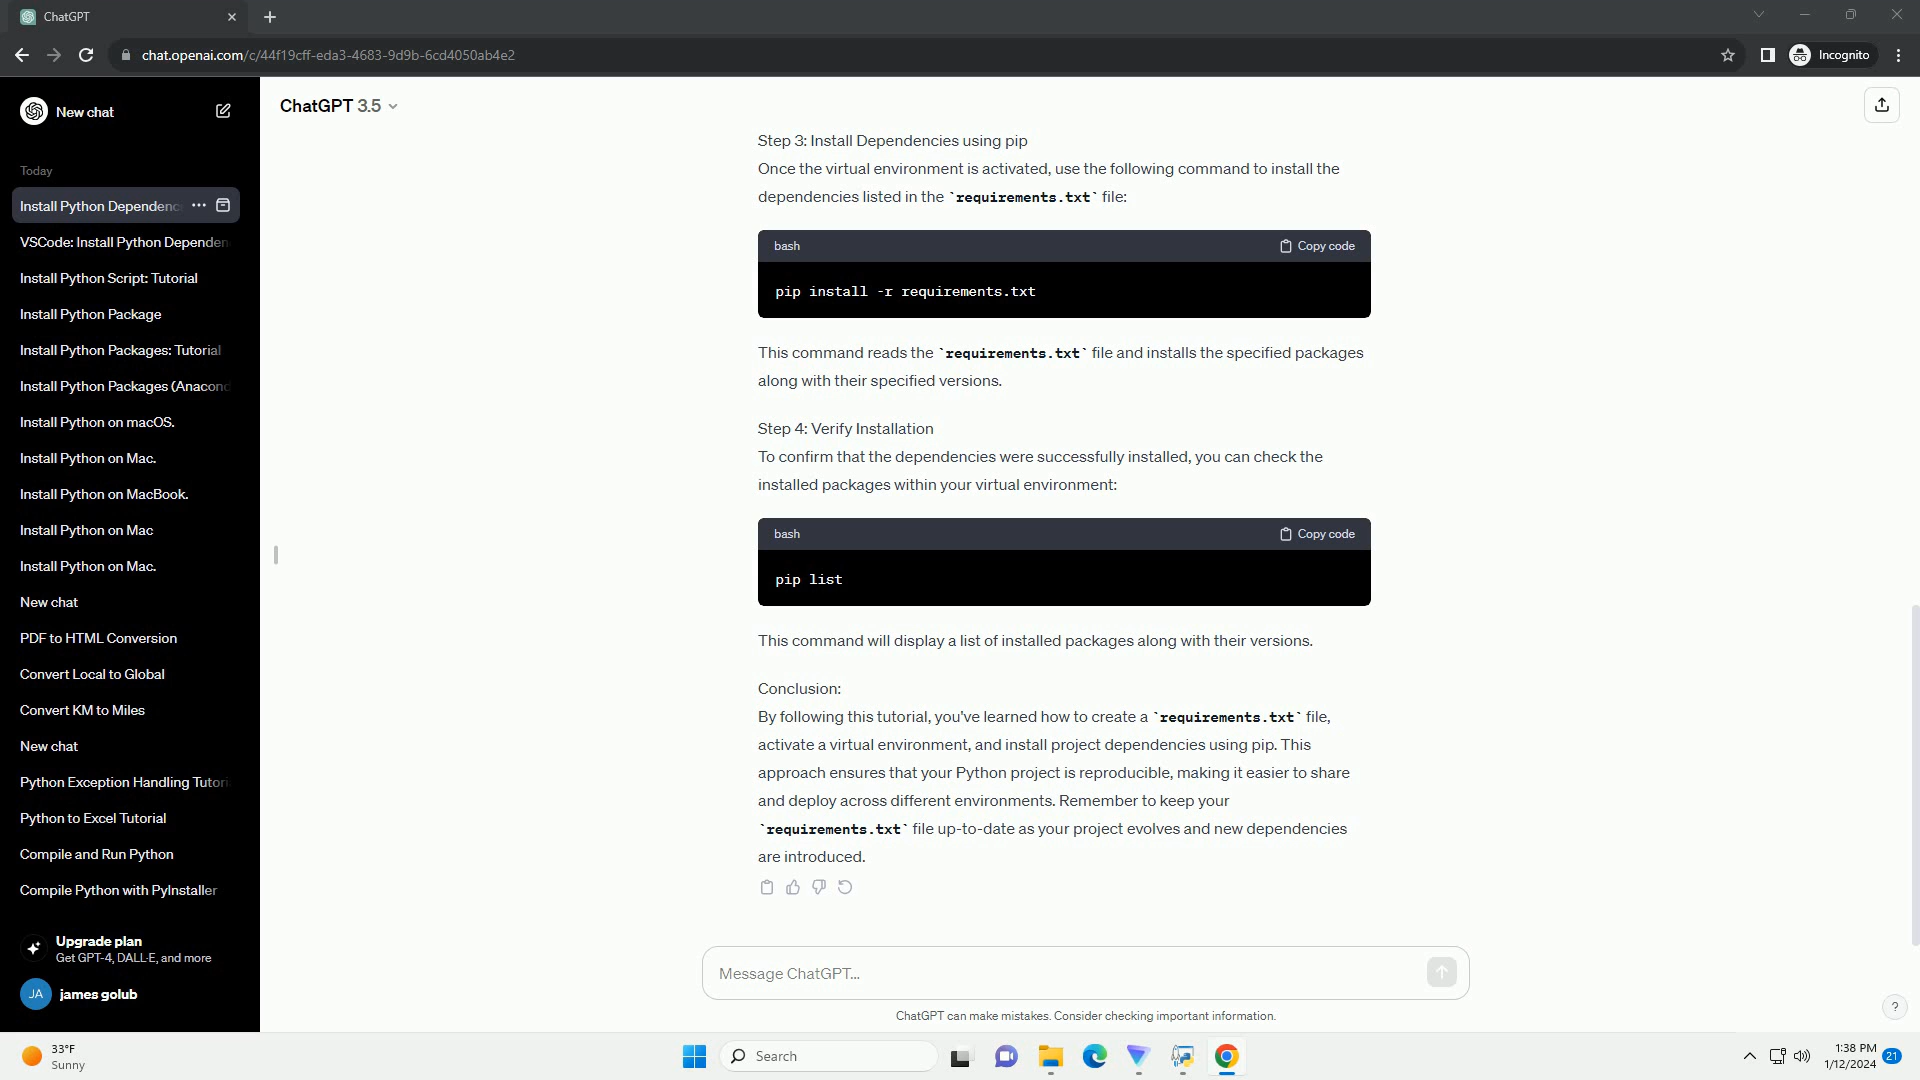 ChatGPT
chat.openai.com/c/44f19cff-eda3-4683-9d9b-6cd4050ab4e2
Incognito
New chat
Today
Install Python Dependenc
VSCode: Install Python Dependen
Install Python Script: Tutorial
Install Python Package
Install Python Packages: Tutorial
Install Python Packages (Anacond
Install Python on macOS.
Install Python on Mac.
Install Python on MacBook.
Install Python on Mac
Install Python on Mac.
New chat
PDF to HTML Conversion
Convert Local to Global
Convert KM to Miles
New chat
Python Exception Handling Tutori
Python to Excel Tutorial
Compile and Run Python
Compile Python with PyInstaller
Upgrade plan
Get GPT-4, DALL·E, and more
JA james golub
ChatGPT 3.5
Step 3: Install Dependencies using pip
Once the virtual environment is activated, use the following command to install the
dependencies listed in the `requirements.txt` file:
bash Copy code
pip install -r requirements.txt
This command reads the `requirements.txt` file and installs the specified packages
along with their specified versions.
Step 4: Verify Installation
To confirm that the dependencies were successfully installed, you can check the
installed packages within your virtual environment:
bash Copy code
pip list
This command will display a list of installed packages along with their versions.
Conclusion:
By following this tutorial, you've learned how to create a `requirements.txt` file,
activate a virtual environment, and install project dependencies using pip. This
approach ensures that your Python project is reproducible, making it easier to share
and deploy across different environments. Remember to keep your
`requirements.txt` file up-to-date as your project evolves and new dependencies
are introduced.
Message ChatGPT...
ChatGPT can make mistakes. Consider checking important information.
?
33°F
Sunny
Search
1:38 PM
1/12/2024
21